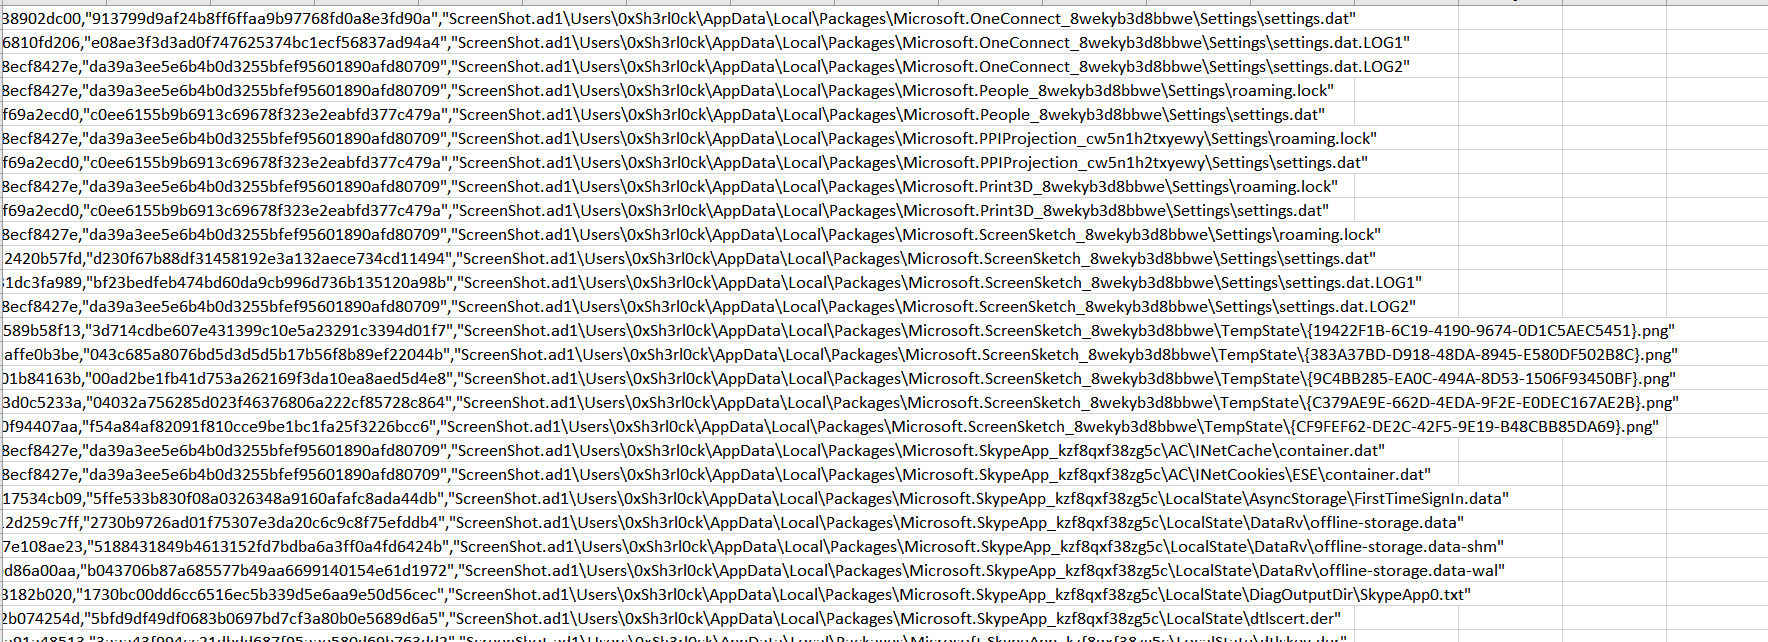 38902dc00,"913799d9af24b8ff6ffaa9b97768fd0a8e3fd90a","ScreenShot.ad1\Users\0xSh3rl0ck\AppData\Local\Packages\Microsoft.OneConnect_8wekyb3d8bbwe\Settings\settings.dat"
6810fd206,"e08ae3f3d3ad0f747625374bc1ecf56837ad94a4","ScreenShot.ad1\Users\0xSh3rl0ck\AppData\Local\Packages\Microsoft.OneConnect_8wekyb3d8bbwe\Settings\settings.dat.LOG1"
8ecf8427e,"da39a3ee5e6b4b0d3255bfef95601890afd80709","ScreenShot.ad1\Users\0xSh3rl0ck\AppData\Local\Packages\Microsoft.OneConnect_8wekyb3d8bbwe\Settings\settings.dat.LOG2"
8ecf8427e,"da39a3ee5e6b4b0d3255bfef95601890afd80709","ScreenShot.ad1\Users\0xSh3rl0ck\AppData\Local\Packages\Microsoft.People_8wekyb3d8bbwe\Settings\roaming.lock"
f69a2ecd0,"c0ee6155b9b6913c69678f323e2eabfd377c479a","ScreenShot.ad1\Users\0xSh3rl0ck\AppData\Local\Packages\Microsoft.People_8wekyb3d8bbwe\Settings\settings.dat"
8ecf8427e,"da39a3ee5e6b4b0d3255bfef95601890afd80709","ScreenShot.ad1\Users\0xSh3rl0ck\AppData\Local\Packages\Microsoft.PPIProjection_cw5n1h2txyewy\Settings\roaming.lock"
f69a2ecd0,"c0ee6155b9b6913c69678f323e2eabfd377c479a","ScreenShot.ad1\Users\0xSh3rl0ck\AppData\Local\Packages\Microsoft.PPIProjection_cw5n1h2txyewy\Settings\settings.dat"
8ecf8427e,"da39a3ee5e6b4b0d3255bfef95601890afd80709","ScreenShot.ad1\Users\0xSh3rl0ck\AppData\Local\Packages\Microsoft.Print3D_8wekyb3d8bbwe\Settings\roaming.lock"
f69a2ecd0,"c0ee6155b9b6913c69678f323e2eabfd377c479a","ScreenShot.ad1\Users\0xSh3rl0ck\AppData\Local\Packages\Microsoft.Print3D_8wekyb3d8bbwe\Settings\settings.dat"
8ecf8427e,"da39a3ee5e6b4b0d3255bfef95601890afd80709","ScreenShot.ad1\Users\0xSh3rl0ck\AppData\Local\Packages\Microsoft.ScreenSketch_8wekyb3d8bbwe\Settings\roaming.lock"
2420b57fd,"d230f67b88df31458192e3a132aece734cd11494","ScreenShot.ad1\Users\0xSh3rl0ck\AppData\Local\Packages\Microsoft.ScreenSketch_8wekyb3d8bbwe\Settings\settings.dat"
1dc3fa989,"bf23bedfeb474bd60da9cb996d736b135120a98b","ScreenShot.ad1\Users\0xSh3rl0ck\AppData\Local\Packages\Microsoft.ScreenSketch_8wekyb3d8bbwe\Settings\settings.dat.LOG1"
8ecf8427e,"da39a3ee5e6b4b0d3255bfef95601890afd80709","ScreenShot.ad1\Users\0xSh3rl0ck\AppData\Local\Packages\Microsoft.ScreenSketch_8wekyb3d8bbwe\Settings\settings.dat.LOG2"
589b58f13,"3d714cdbe607e431399c10e5a23291c3394d01f7","ScreenShot.ad1\Users\0xSh3rl0ck\AppData\Local\Packages\Microsoft.ScreenSketch_8wekyb3d8bbwe\TempState\{19422F1B-6C19-4190-9674-0D1C5AEC5451}.png"
affe0b3be,"043c685a8076bd5d3d5d5b17b56f8b89ef22044b","ScreenShot.ad1\Users\0xSh3rl0ck\AppData\Local\Packages\Microsoft.ScreenSketch_8wekyb3d8bbwe\TempState\{383A37BD-D918-48DA-8945-E580DF502B8C}.png"
01b84163b,"00ad2be1fb41d753a262169f3da10ea8aed5d4e8","ScreenShot.ad1\Users\0xSh3rl0ck\AppData\Local\Packages\Microsoft.ScreenSketch_8wekyb3d8bbwe\TempState\{9C4BB285-EA0C-494A-8D53-1506F93450BF}.png"
3d0c5233a,"04032a756285d023f46376806a222cf85728c864","ScreenShot.ad1\Users\0xSh3rl0ck\AppData\Local\Packages\Microsoft.ScreenSketch_8wekyb3d8bbwe\TempState\{C379AE9E-662D-4EDA-9F2E-E0DEC167AE2B}.png"
0f94407aa,"f54a84af82091f810cce9be1bc1fa25f3226bcc6","ScreenShot.ad1\Users\0xSh3rl0ck\AppData\Local\Packages\Microsoft.ScreenSketch_8wekyb3d8bbwe\TempState\{CF9FEF62-DE2C-42F5-9E19-B48CBB85DA69}.png"
8ecf8427e,"da39a3ee5e6b4b0d3255bfef95601890afd80709","ScreenShot.ad1\Users\0xSh3rl0ck\AppData\Local\Packages\Microsoft.SkypeApp_kzf8qxf38zg5c\AC\INetCache\container.dat"
8ecf8427e,"da39a3ee5e6b4b0d3255bfef95601890afd80709","ScreenShot.ad1\Users\0xSh3rl0ck\AppData\Local\Packages\Microsoft.SkypeApp_kzf8qxf38zg5c\AC\INetCookies\ESE\container.dat"
17534cb09,"5ffe533b830f08a0326348a9160afafc8ada44db","ScreenShot.ad1\Users\0xSh3rl0ck\AppData\Local\Packages\Microsoft.SkypeApp_kzf8qxf38zg5c\LocalState\AsyncStorage\FirstTimeSignIn.data"
2d259c7ff,"2730b9726ad01f75307e3da20c6c9c8f75efddb4","ScreenShot.ad1\Users\0xSh3rl0ck\AppData\Local\Packages\Microsoft.SkypeApp_kzf8qxf38zg5c\LocalState\DataRv\offline-storage.data"
7e108ae23,"5188431849b4613152fd7bdba6a3ff0a4fd6424b","ScreenShot.ad1\Users\0xSh3rl0ck\AppData\Local\Packages\Microsoft.SkypeApp_kzf8qxf38zg5c\LocalState\DataRv\offline-storage.data-shm"
d86a00aa,"b043706b87a685577b49aa6699140154e61d1972","ScreenShot.ad1\Users\0xSh3rl0ck\AppData\Local\Packages\Microsoft.SkypeApp_kzf8qxf38zg5c\LocalState\DataRv\offline-storage.data-wal"
3182b020,"1730bc00dd6cc6516ec5b339d5e6aa9e50d56cec","ScreenShot.ad1\Users\0xSh3rl0ck\AppData\Local\Packages\Microsoft.SkypeApp_kzf8qxf38zg5c\LocalState\DiagOutputDir\SkypeApp0.txt"
2b074254d,"5bfd9df49df0683b0697bd7cf3a80b0e5689d6a5","ScreenShot.ad1\Users\0xSh3rl0ck\AppData\Local\Packages\Microsoft.SkypeApp_kzf8qxf38zg5c\LocalState\dtlscert.der"